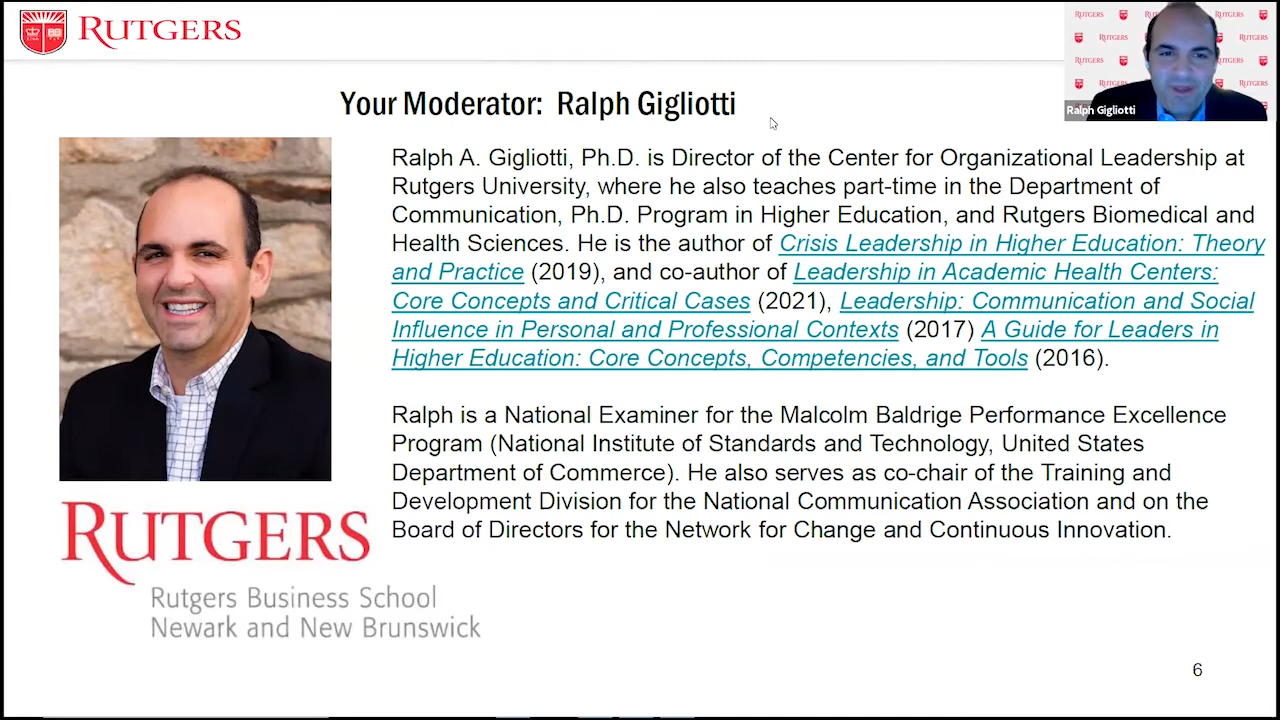 RUTGERS
Your Moderator: Ralph Gigliotti
RUTGERS
RUTGERS
RUTGERS
RUTGERS
RUTGERS
RUTGERS
RUTGERS
Ralph Gigliotti
Ralph A. Gigliotti, Ph.D. is Director of the Center for Organizational Leadership at
Rutgers University, where he also teaches part-time in the Department of
Communication, Ph.D. Program in Higher Education, and Rutgers Biomedical and
Health Sciences. He is the author of Crisis Leadership in Higher Education: Theory
and Practice (2019), and co-author of Leadership in Academic Health Centers:
Core Concepts and Critical Cases (2021), Leadership: Communication and Social
Influence in Personal and Professional Contexts (2017) A Guide for Leaders in
Higher Education: Core Concepts, Competencies, and Tools (2016).
Ralph is a National Examiner for the Malcolm Baldrige Performance Excellence
Program (National Institute of Standards and Technology, United States
Department of Commerce). He also serves as co-chair of the Training and
Development Division for the National Communication Association and on the
Board of Directors for the Network for Change and Continuous Innovation.
RUTGERS
Rutgers Business School
Newark and New Brunswick
6